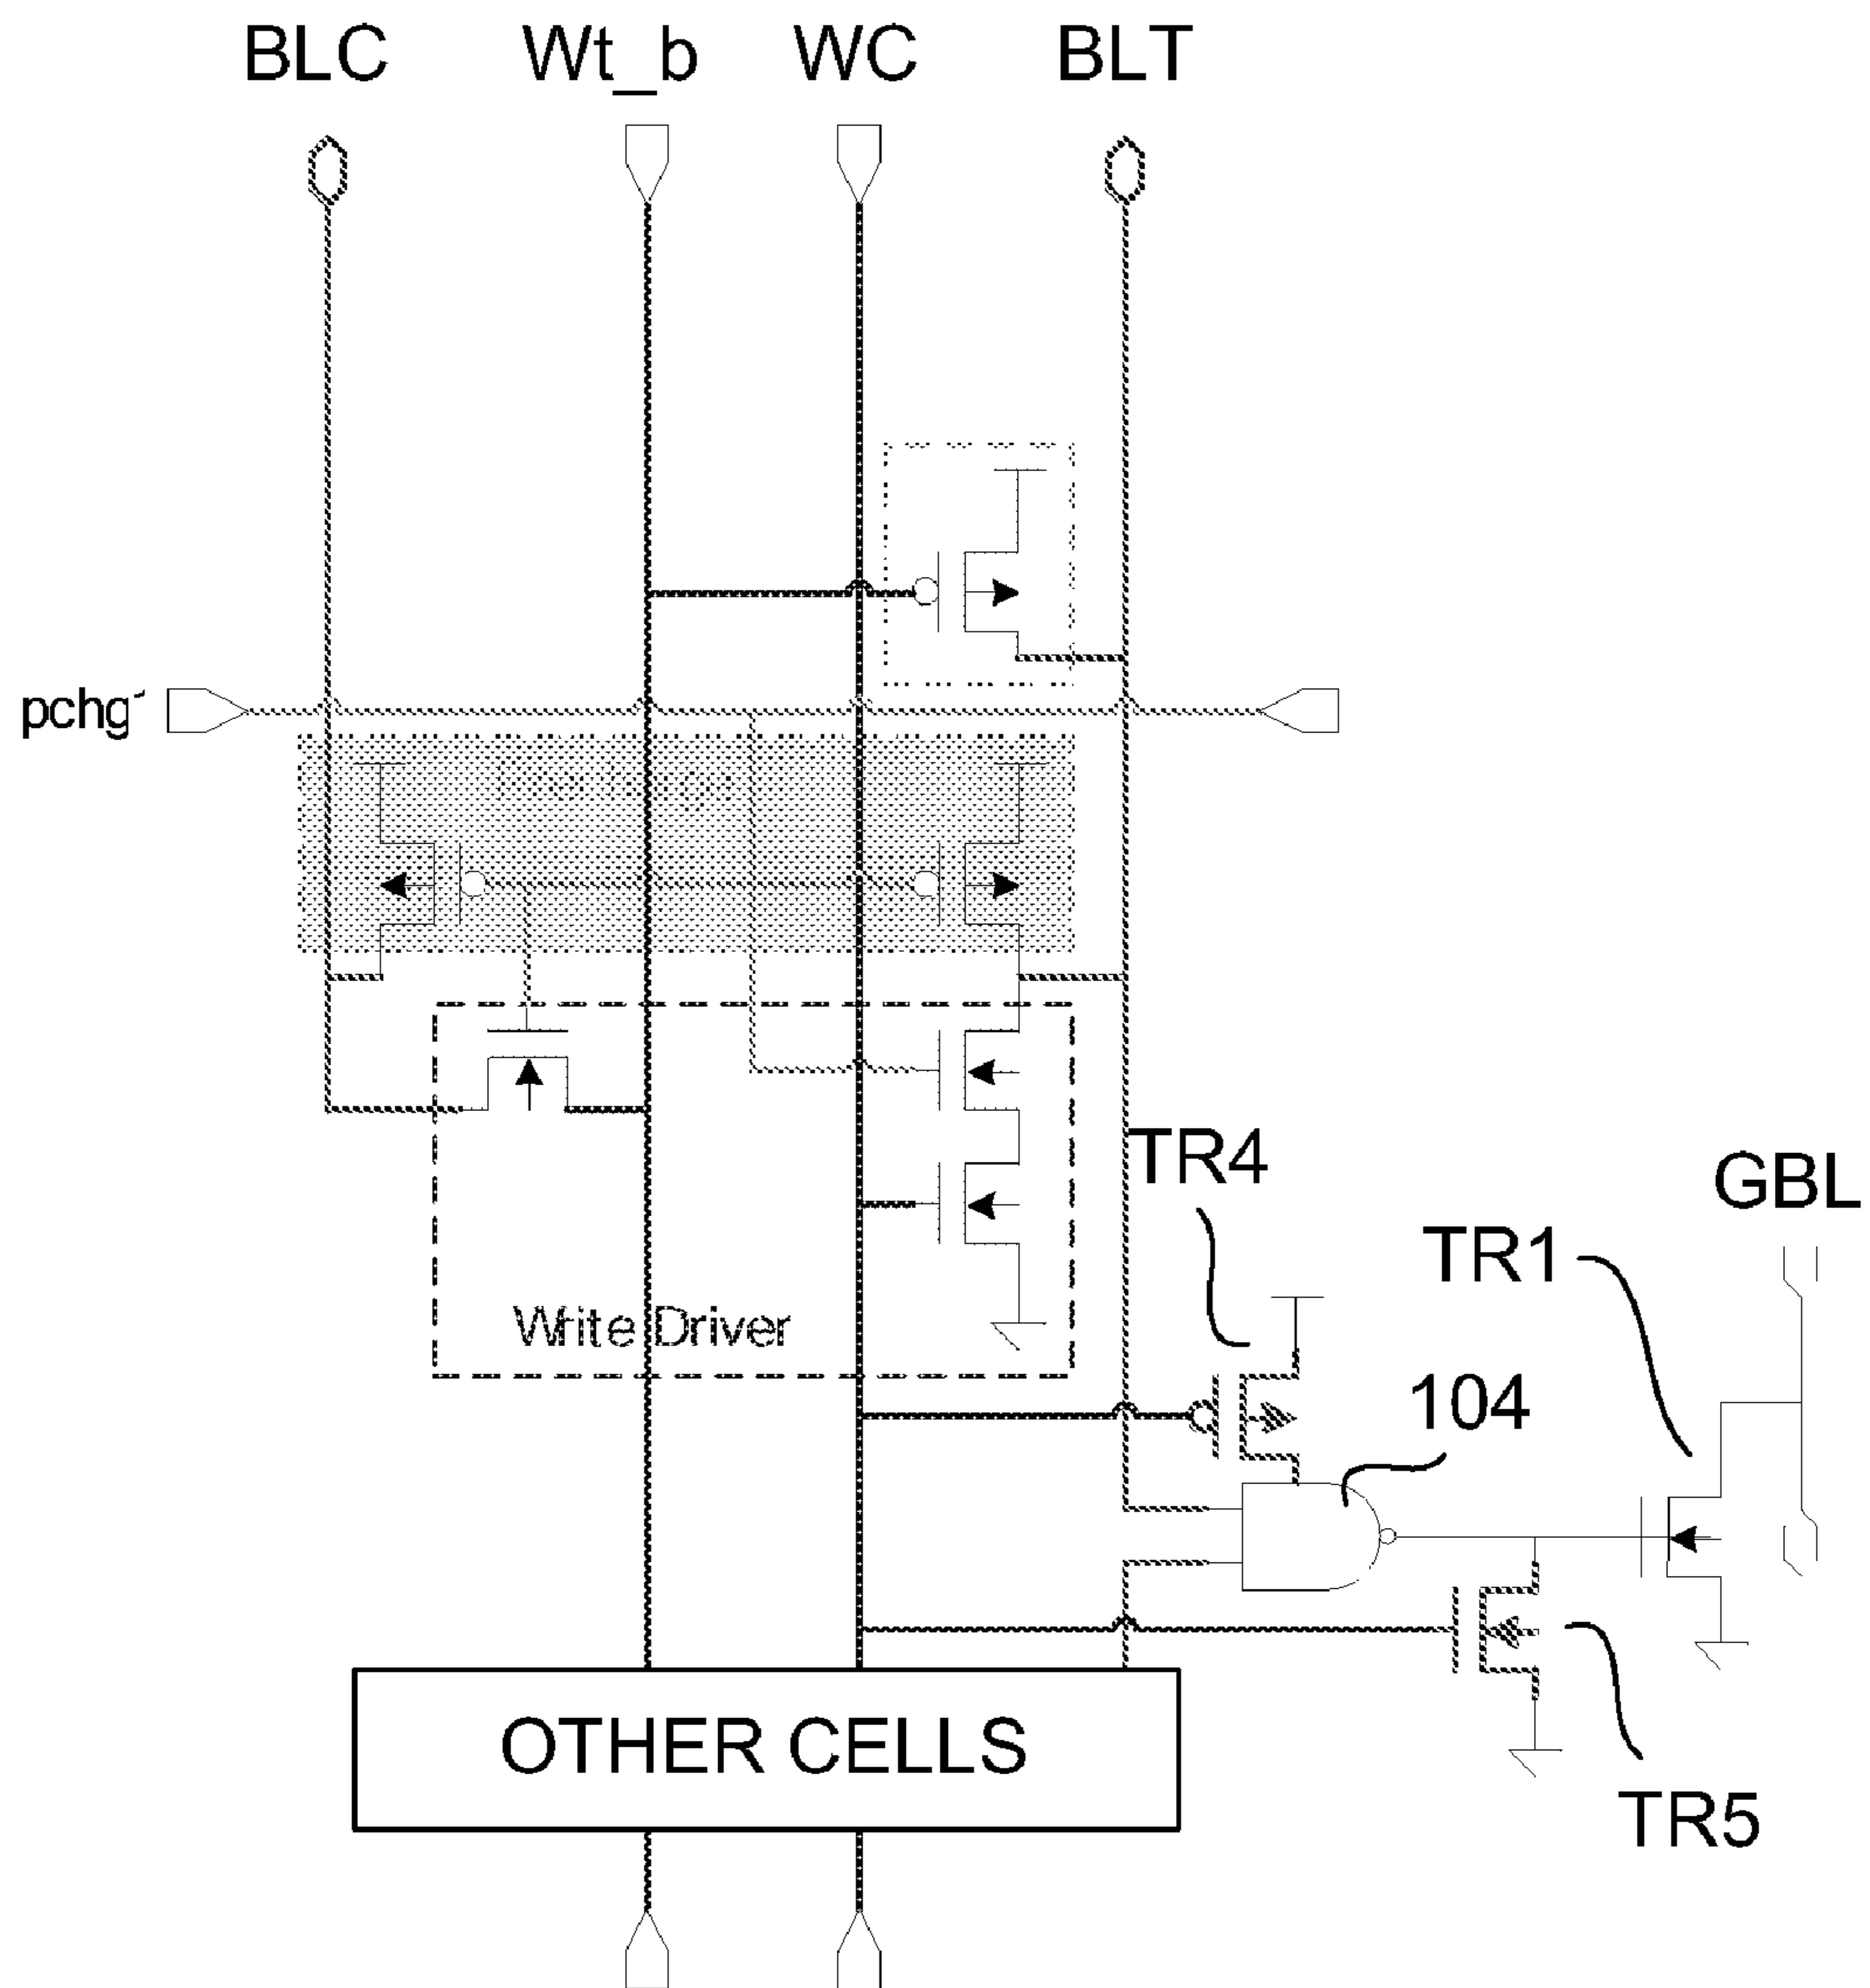 BLC Wt_b WC BLT
pchg
Write Driver
TR4
GBL
TR1
104
OTHER CELLS
TR5